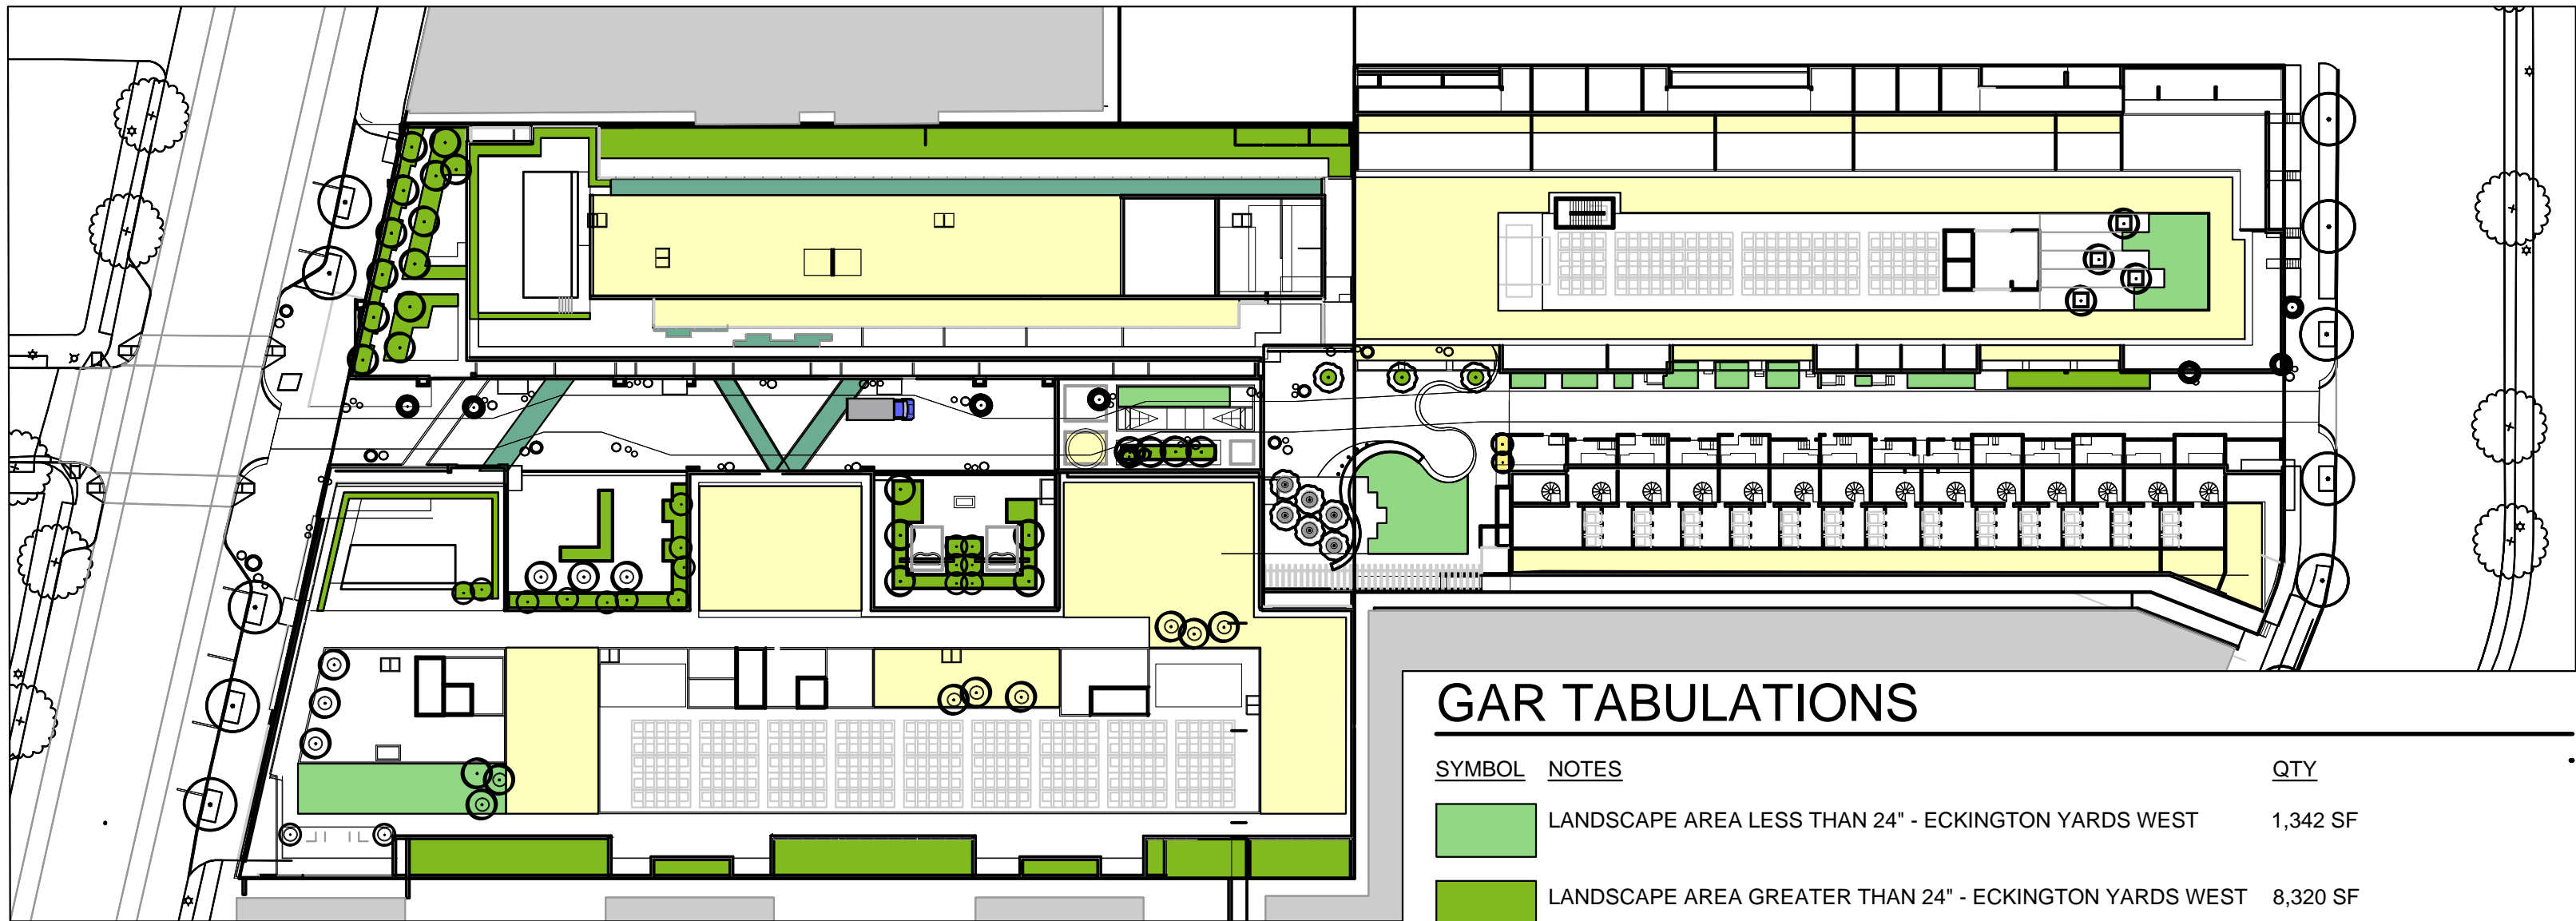 GAR TABULATIONS
SYMBOL NOTES QTY
LANDSCAPE AREA LESS THAN 24" - ECKINGTON YARDS WEST 1,342 SF
LANDSCAPE AREA GREATER THAN 24" - ECKINGTON YARDS WEST 8,320 SF